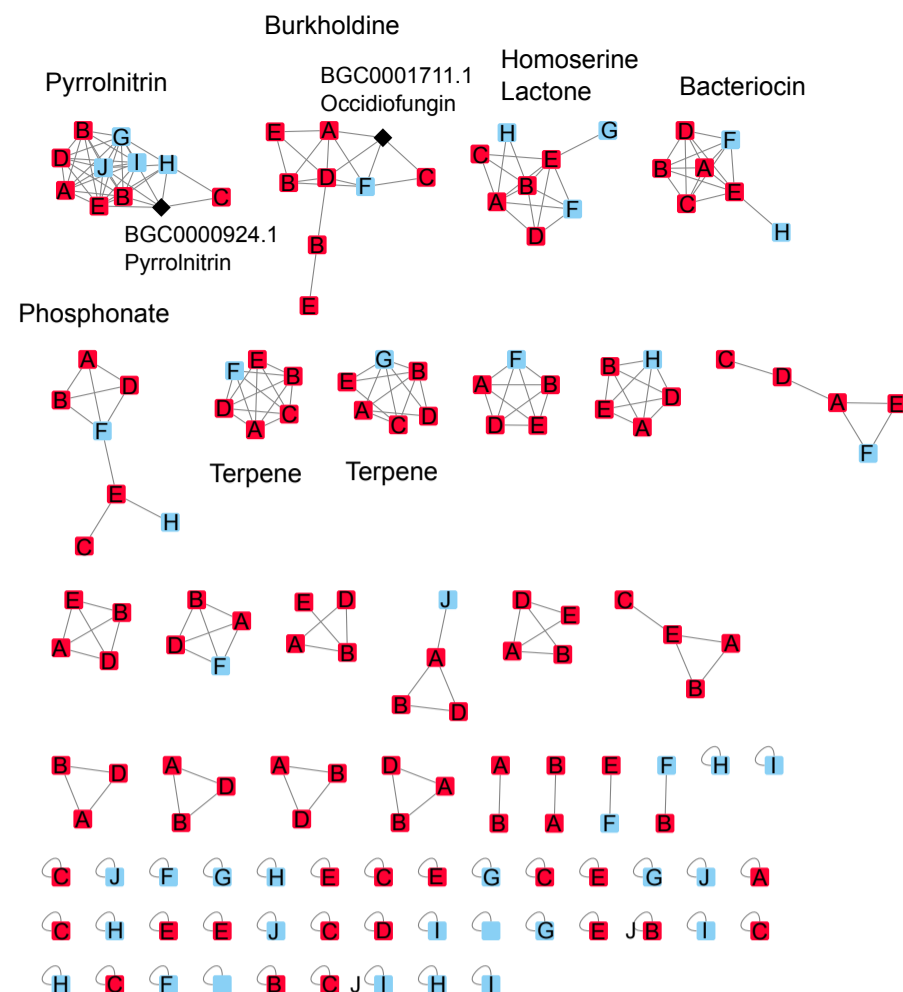 Burkholdine
Pyrrolnitrin
BGC0001711.1
Occidiofungin
Homoserine
Lactone
Bacteriocin
B G D J I H A E B C
BGC0000924.1
Pyrrolnitrin
E A B D F C B E
H G C E B A F D
D F B A C E H
Phosphonate
A D B F E H C
E F B D C A
Terpene
G E B A C D
Terpene
F A B D E
B H D E A
C D A E F
E B A D
B A D F
E D A B
J A B D
D E A B
C E A B
B D A
A D B
A B D
D A B
A B
B A
E F
F B
H I
C J F G H E C E G C E G J A
C H E E J C D I G E J B I C
H C F B C J I H I